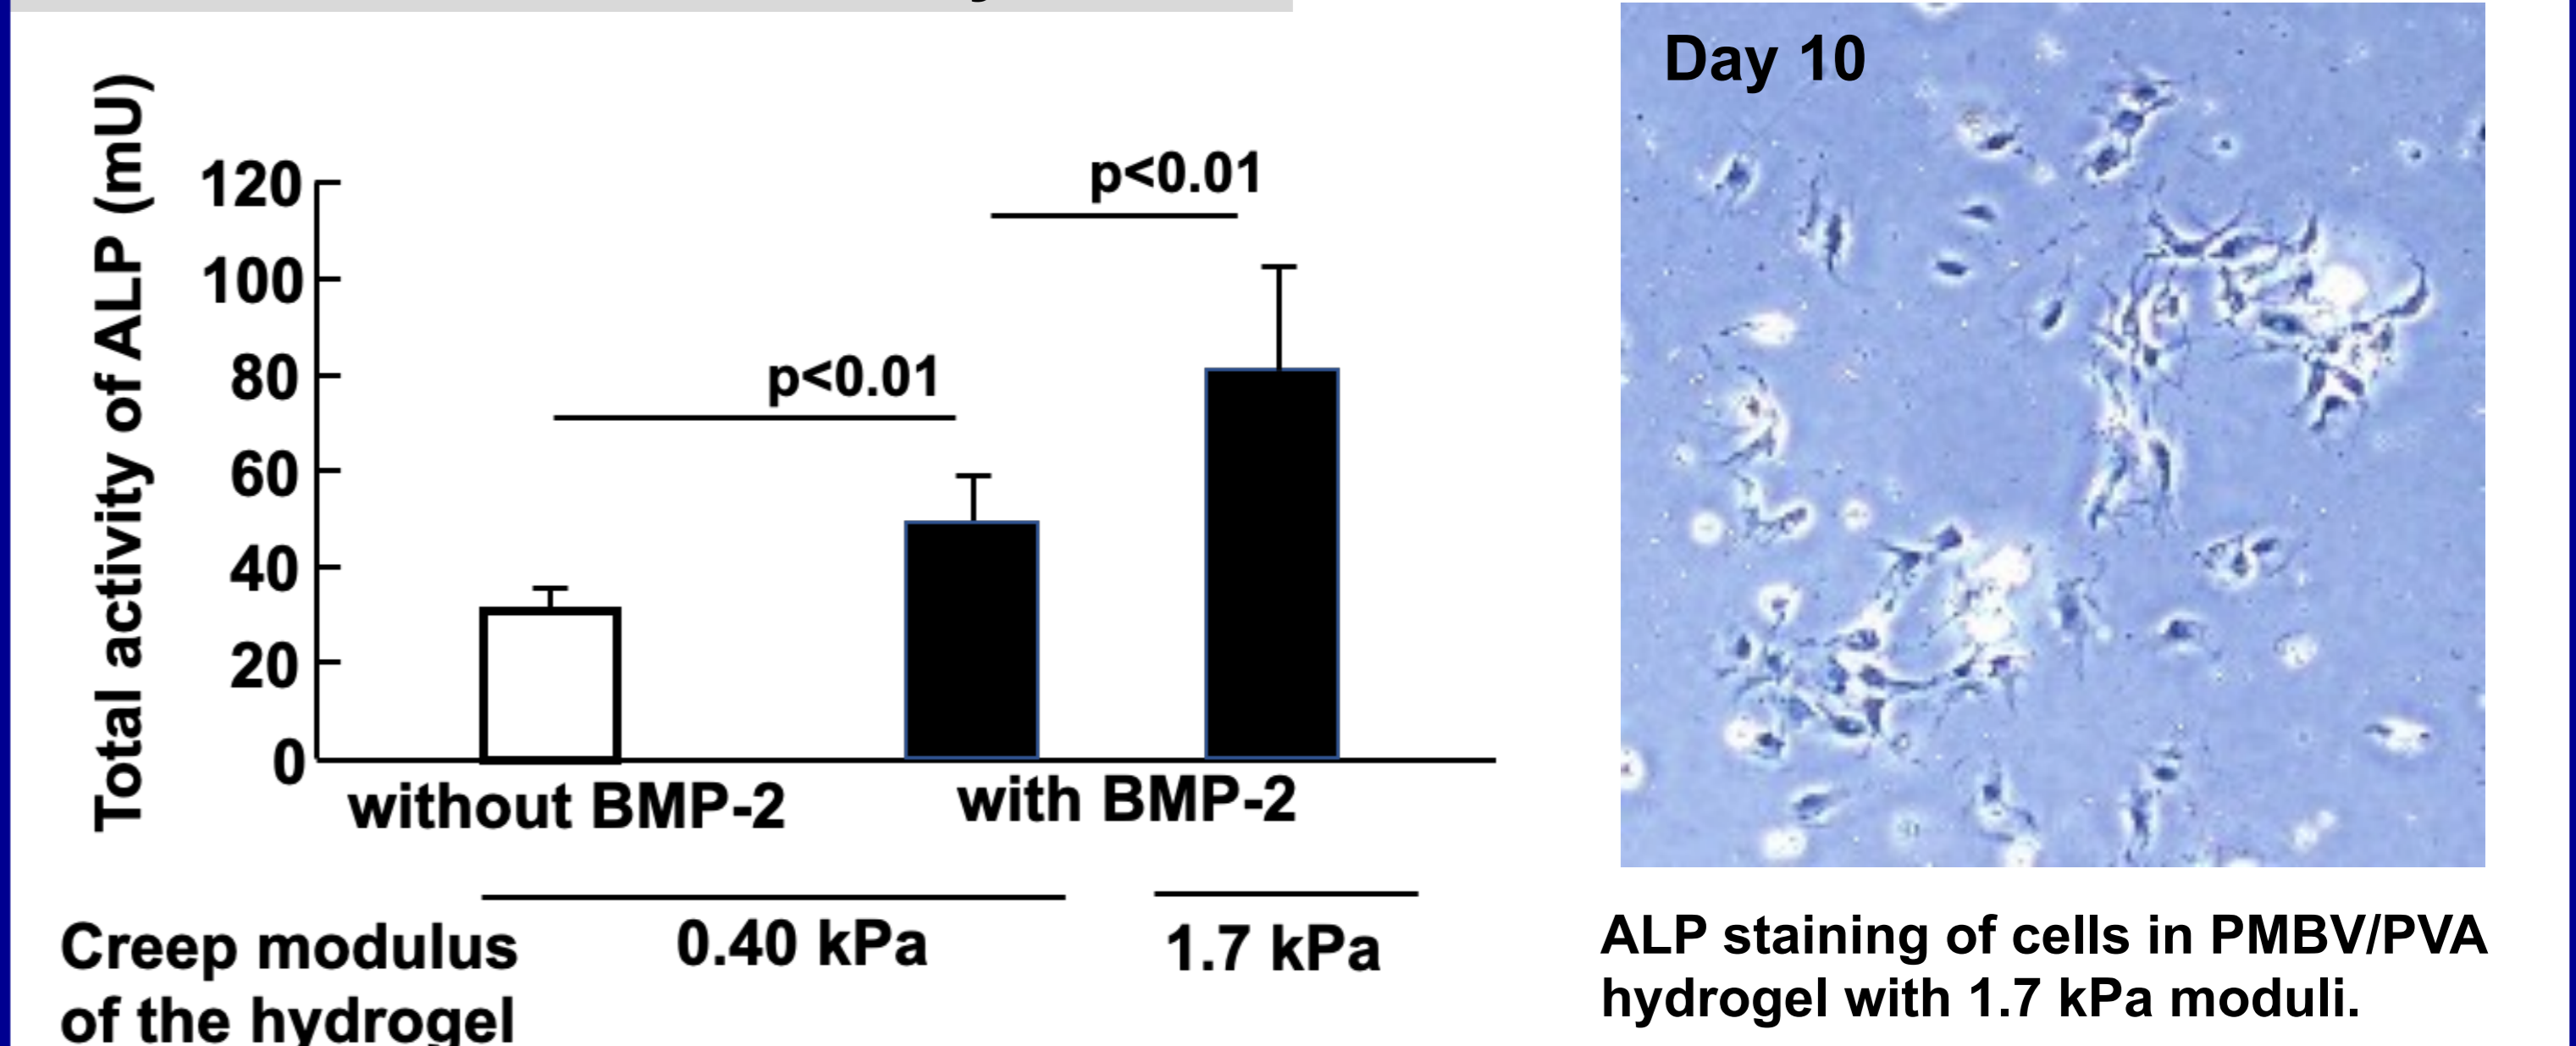 Total activity of ALP (mU)
120
100
80
60
40
20
0
p<0.01
p<0.01
without BMP-2
with BMP-2
Creep modulus
of the hydrogel
0.40 kPa
1.7 kPa
Day 10
ALP staining of cells in PMBV/PVA
hydrogel with 1.7 kPa moduli.